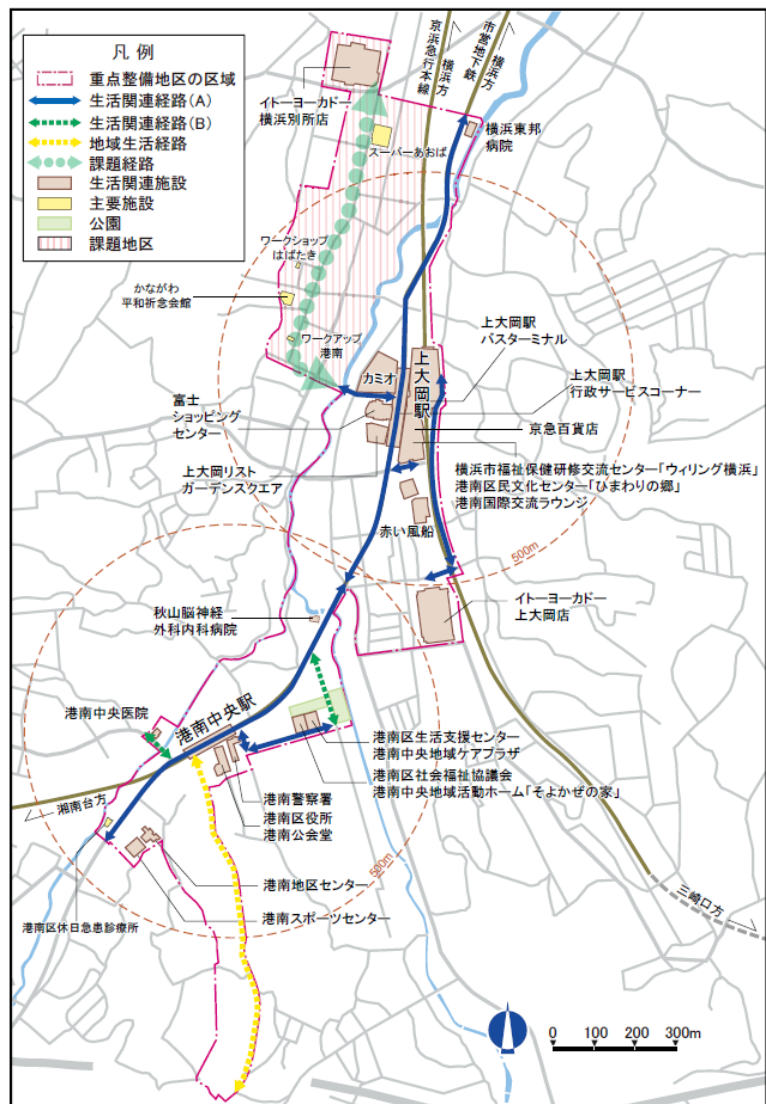 凡例
重点整備地区の区域
生活関連経路(A)
生活関連経路(B)
地域生活経路
課題経路
生活関連施設
主要施設
公園
課題地区
イトーヨーカドー
横浜別所店
京浜急行本線
横浜方
市営地下鉄
横浜方
横浜東邦
病院
スーパーあおば
ワークショップ
はばたき
かながわ
平和祈念会館
ワークアップ
港南
上大岡駅
バスターミナル
カミオ
上大岡駅
上大岡駅
行政サービスコーナー
富士
ショッピング
センター
京急百貨店
上大岡リスト
ガーデンスクエア
横浜市福祉保健研修交流センター「ウィリング横浜」
港南区民文化センター「ひまわりの郷」
港南国際交流ラウンジ
赤い風船
500m
秋山脳神経
外科内科病院
イトーヨーカドー
上大岡店
港南中央医院
港南中央駅
港南区生活支援センター
港南中央地域ケアプラザ
港南区社会福祉協議会
港南中央地域活動ホーム「そよかぜの家」
湘南台方
港南警察署
港南区役所
港南公会堂
500m
三崎口方
港南地区センター
港南スポーツセンター
港南区休日急患診療所
0 100 200 300m